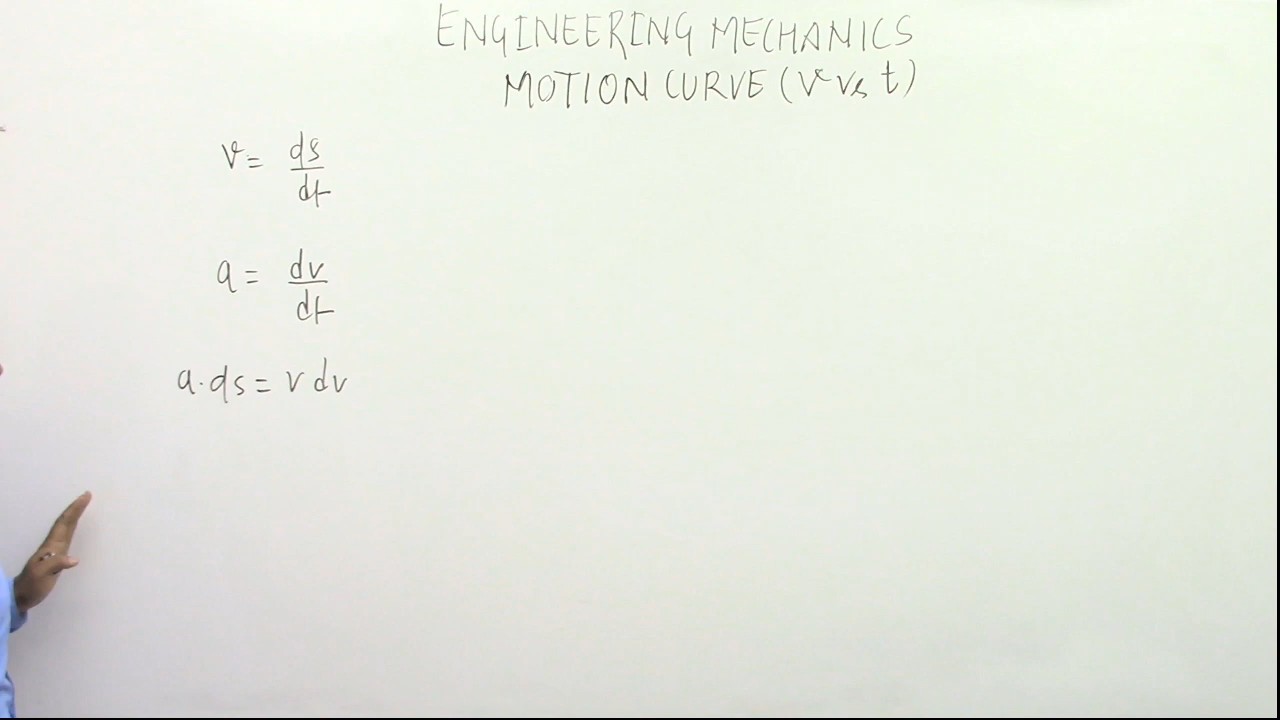 ENGINEERING MECHANICS
MOTION CURVE (v vs t)
v = ds/dt
a = dv/dt
a · ds = v dv